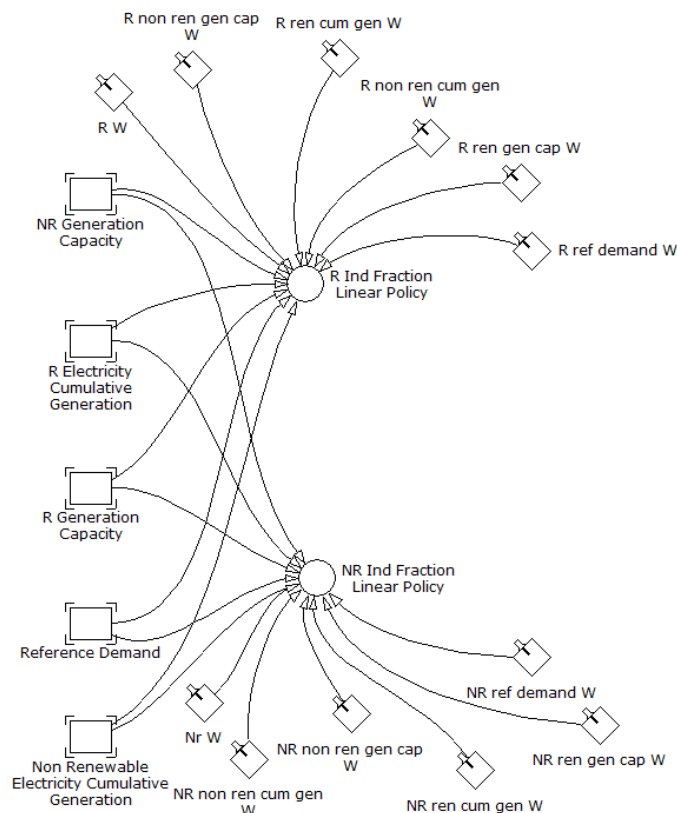 R non ren gen cap
W
R ren cum gen W
R non ren cum gen
W
R W
R ren gen cap W
NR Generation
Capacity
R ref demand W
R Ind Fraction
Linear Policy
R Electricity
Cumulative
Generation
R Generation
Capacity
NR Ind Fraction
Linear Policy
Reference Demand
NR ref demand W
Nr W
NR non ren gen cap
W
NR ren gen cap W
Non Renewable
Electricity Cumulative
Generation
NR non ren cum gen
W
NR ren cum gen W